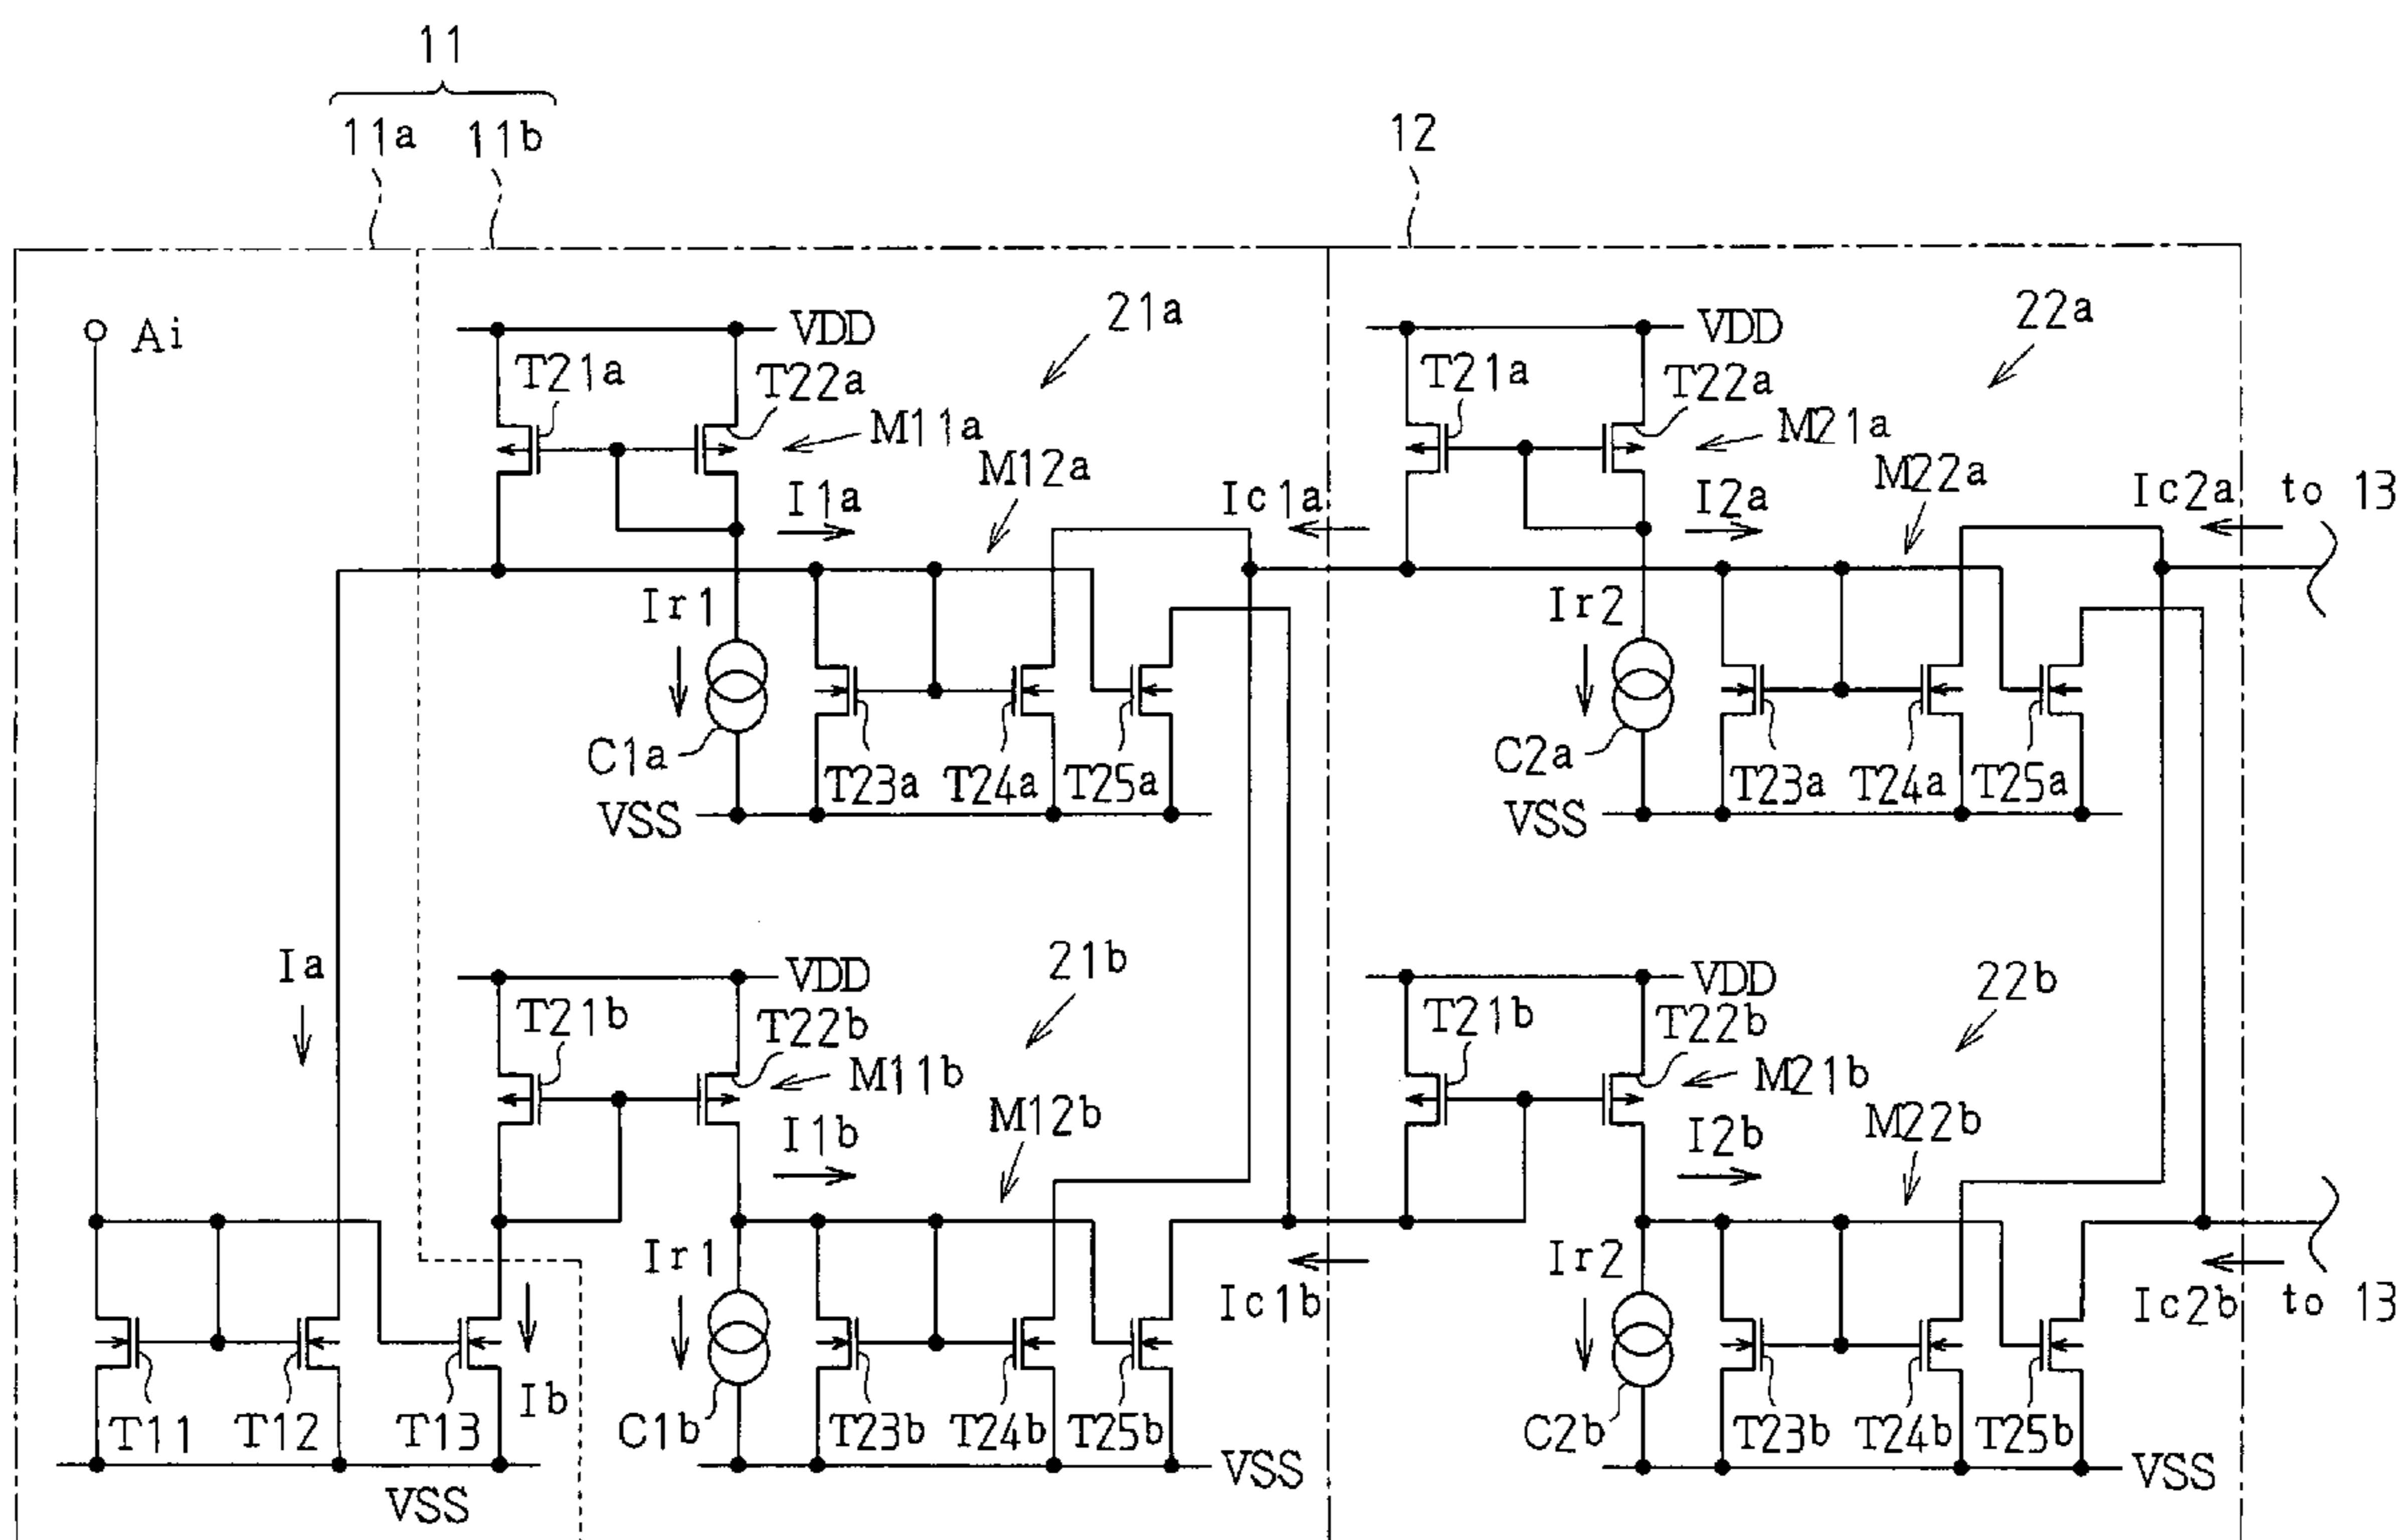 11
11a 11b 12
Ai
VDD 21a VDD 22a
T21a T22a T21a T22a
M11a M21a
M12a M22a
I1a Ic1a I2a Ic2a to 13
Ir1 Ir2
C1a C2a
T23a T24a T25a T23a T24a T25a
VSS VSS
Ia
VDD 21b VDD 22b
T21b T22b T21b T22b
M11b M21b
M12b M22b
I1b I2b
Ir1 Ic1b Ir2 Ic2b to 13
Ib
T11 T12 T13 C1b T23b T24b T25b C2b T23b T24b T25b
VSS VSS VSS